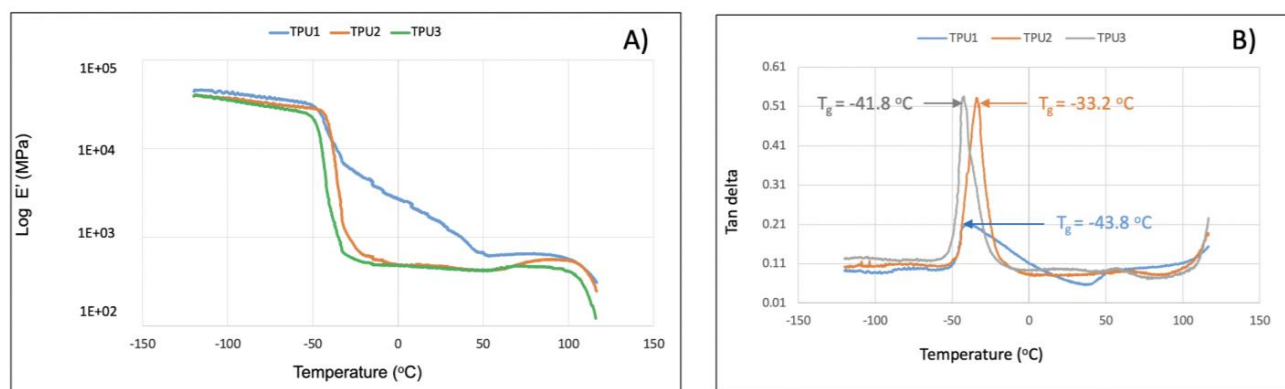 TPU1 TPU2 TPU3
A)
1E+05
1E+04
1E+03
1E+02
Log E' (MPa)
-150 -100 -50 0 50 100 150
Temperature (°C)
B)
TPU1 TPU2 TPU3
0.61
0.51
0.41
0.31
0.21
0.11
0.01
Tan delta
Tg = -41.8 °C
Tg = -33.2 °C
Tg = -43.8 °C
-150 -100 -50 0 50 100 150
Temperature (°C)